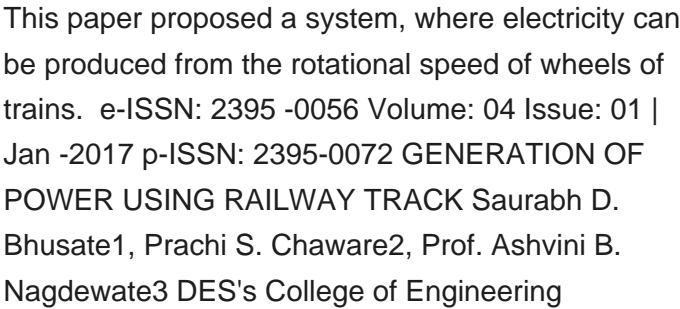 This paper proposed a system, where electricity can
be produced from the rotational speed of wheels of
trains.  e-ISSN: 2395 -0056 Volume: 04 Issue: 01 |
Jan -2017 p-ISSN: 2395-0072 GENERATION OF
POWER USING RAILWAY TRACK Saurabh D.
Bhusate1, Prachi S. Chaware2, Prof. Ashvini B.
Nagdewate3 DES's College of Engineering